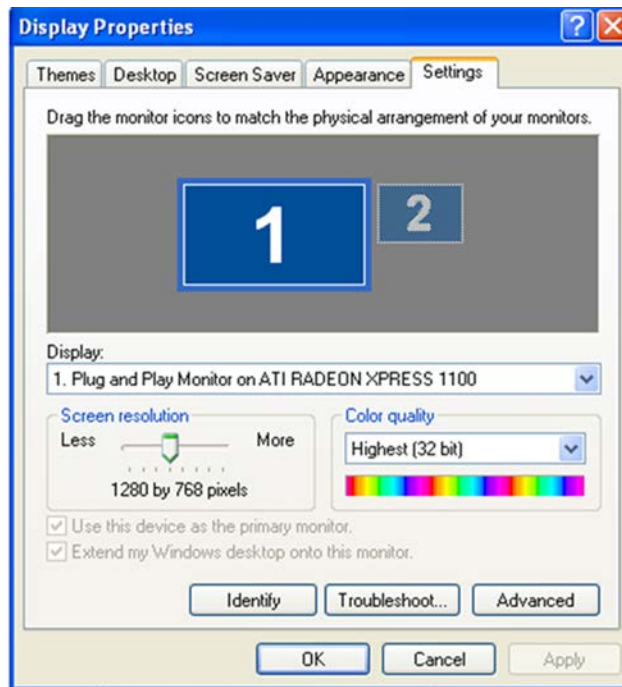 Display Properties
Themes Desktop Screen Saver Appearance Settings
Drag the monitor icons to match the physical arrangement of your monitors.
1 2
Display:
1. Plug and Play Monitor on ATI RADEON XPRESS 1100
Screen resolution Color quality
Less More Highest (32 bit)
1280 by 768 pixels
Use this device as the primary monitor.
Extend my Windows desktop onto this monitor.
Identify Troubleshoot... Advanced
OK Cancel Apply